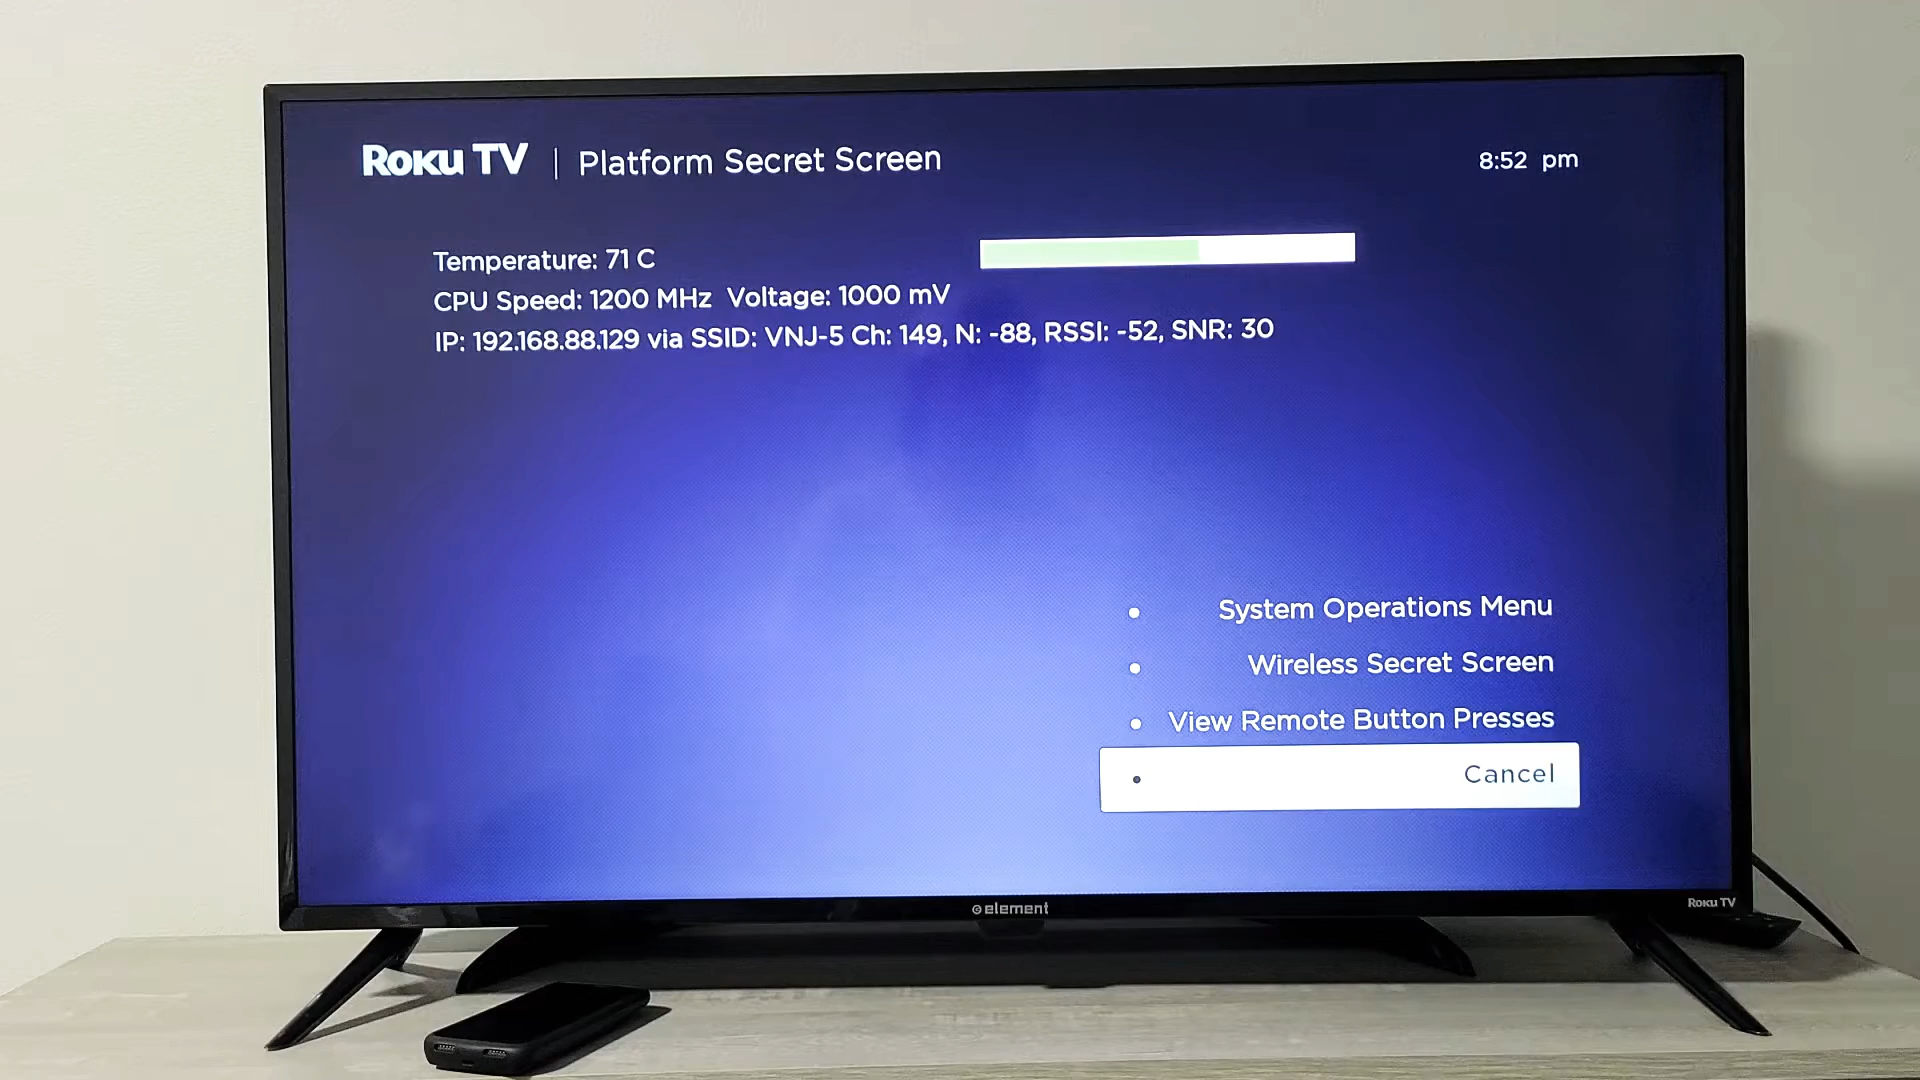 Roku TV | Platform Secret Screen
8:52 pm
Temperature: 71 C
CPU Speed: 1200 MHz Voltage: 1000 mV
IP: 192.168.88.129 via SSID: VNJ-5 Ch: 149, N: -88, RSSI: -52, SNR: 30
• System Operations Menu
• Wireless Secret Screen
• View Remote Button Presses
• Cancel
element
Roku TV